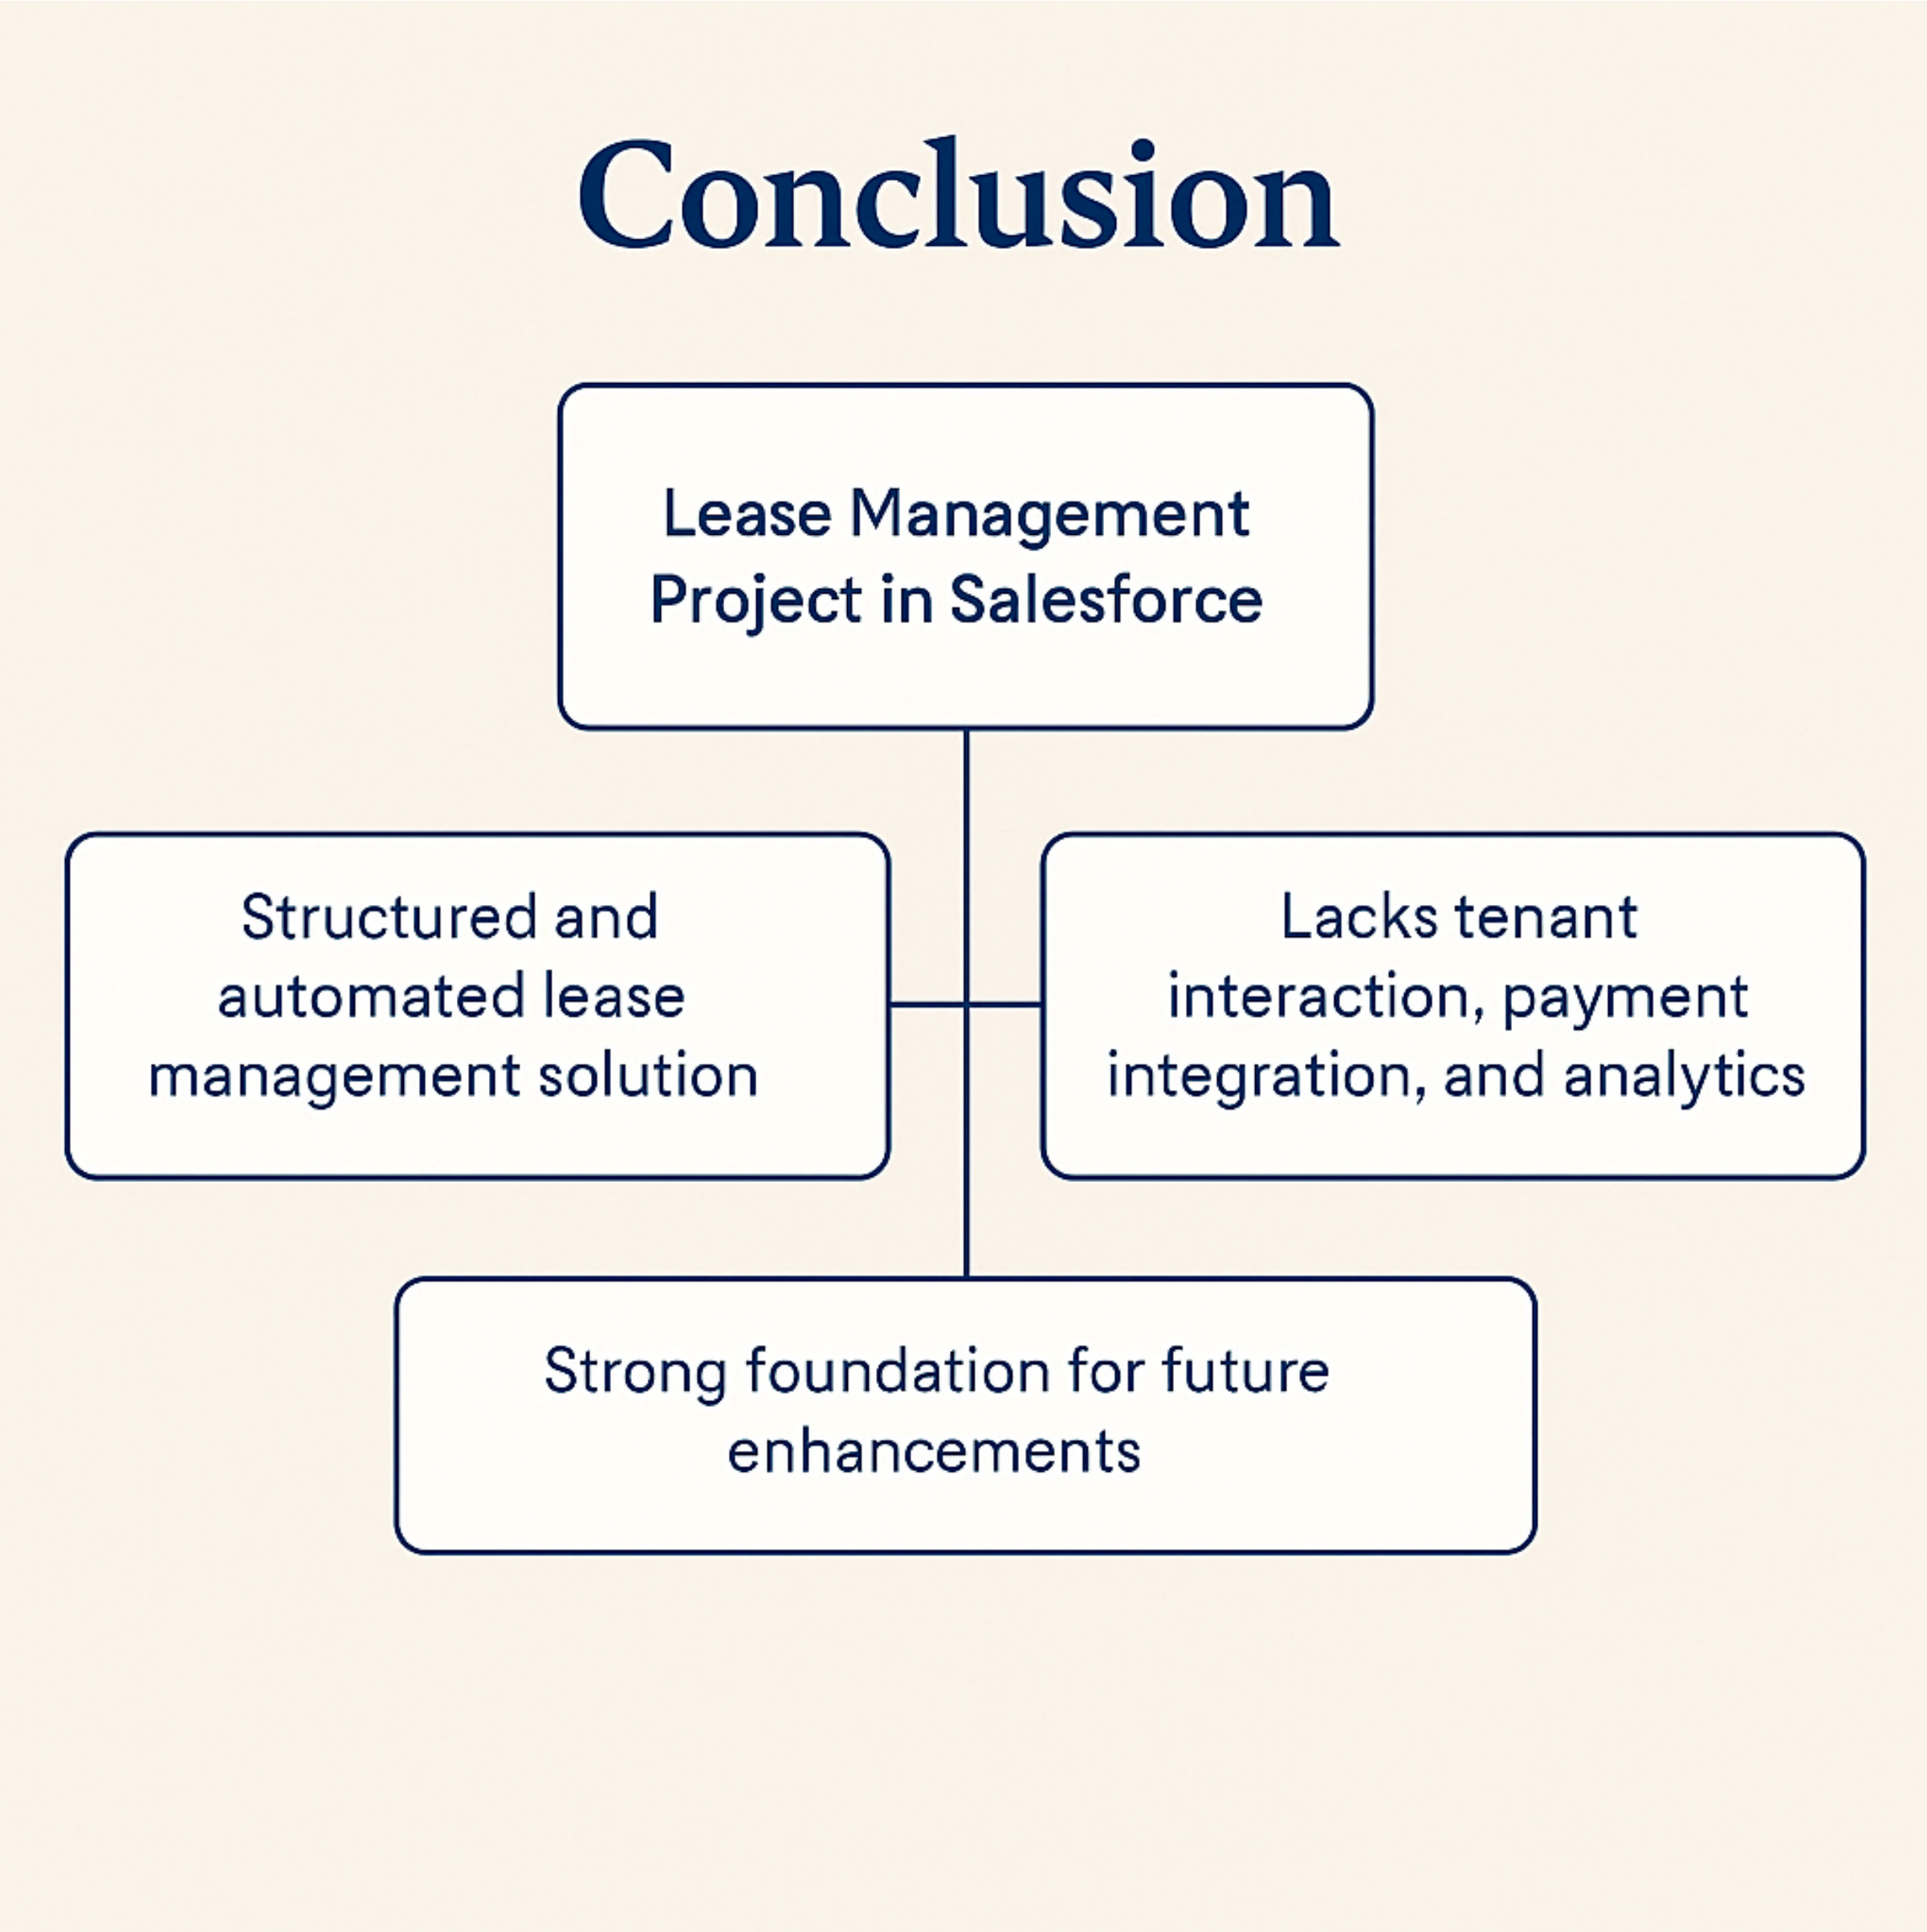 Conclusion
Lease Management
Project in Salesforce
Structured and
automated lease
management solution
Lacks tenant
interaction, payment
integration, and analytics
Strong foundation for future
enhancements